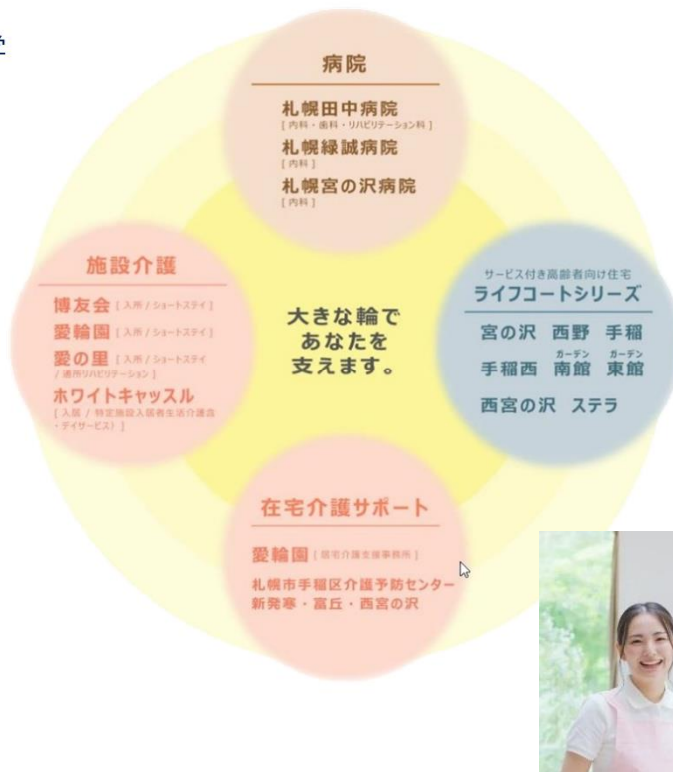 病院
札幌田中病院
[ 内科・歯科・リハビリテーション科 ]
札幌緑誠病院
[ 内科 ]
札幌宮の沢病院
[ 内科 ]
施設介護
博友会 [ 入所 / ショートステイ ]
愛輪園 [ 入所 / ショートステイ ]
愛の里 [ 入所 / ショートステイ
/ 通所リハビリテーション ]
ホワイトキャッスル
[ 入居 / 特定施設入居者生活介護含
・デイサービス) ]
大きな輪で
あなたを
支えます。
サービス付き高齢者向け住宅
ライフコートシリーズ
宮の沢 西野 手稲
ガーデン ガーデン
手稲西 南館 東館
西宮の沢 ステラ
在宅介護サポート
愛輪園 [ 居宅介護支援事務所 ]
札幌市手稲区介護予防センター
新発寒・富丘・西宮の沢